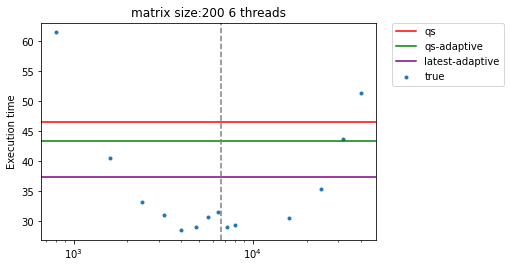 matrix size:200 6 threads
Execution time
60
55
50
45
40
35
30
10³
10⁴
qs
qs-adaptive
latest-adaptive
true